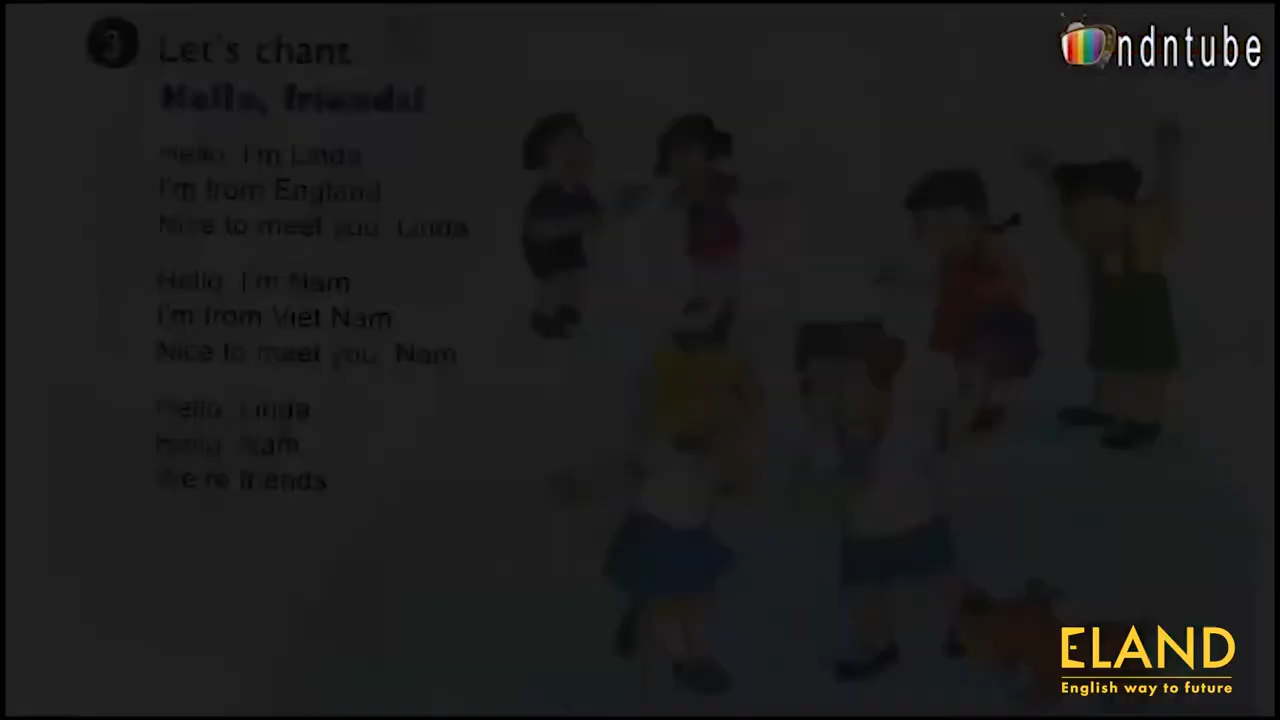 3 Let's chant
Hello, friends!
Hello. I'm Linda
I'm from England
Nice to meet you, Linda
Hello. I'm Nam
I'm from Viet Nam
Nice to meet you, Nam
Hello, Linda
Hello, Nam
We're friends
ndntube
ELAND
English way to future